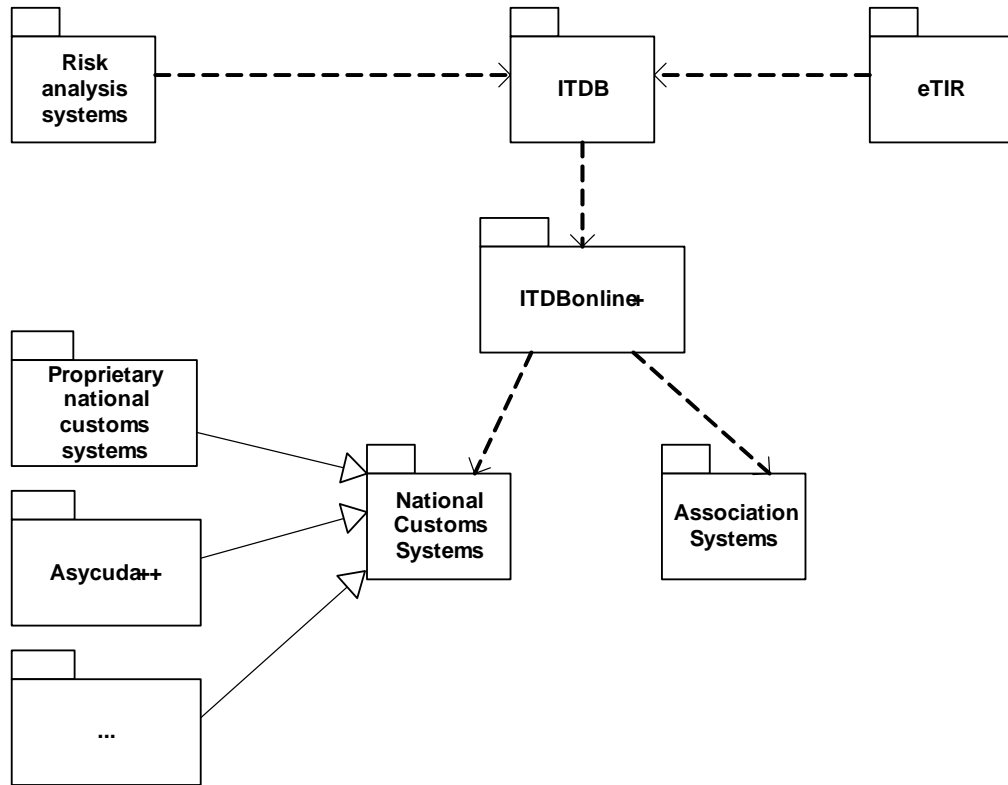 Risk
analysis
systems
ITDB
eTIR
ITDBonline+
Proprietary
national
customs
systems
National
Customs
Systems
Association
Systems
Asycuda++
...